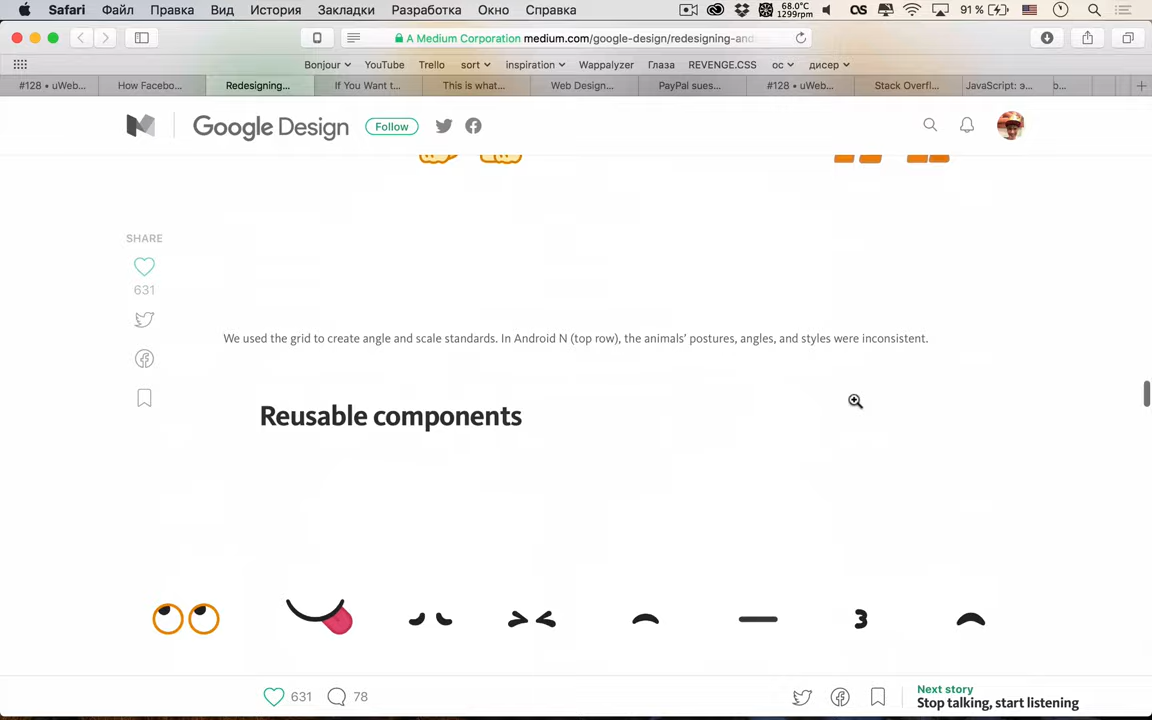 Safari Файл Правка Вид История Закладки Разработка Окно Справка 68.0°C 1299rpm 91 %
A Medium Corporation medium.com/google-design/redesigning-and-
Bonjour YouTube Trello sort inspiration Wappalyzer Глаза REVENGE.CSS ос дисер
#128 • uWeb... How Facebo... Redesigning... If You Want t... This is what... Web Design... PayPal sues... #128 • uWeb... Stack Overfl... JavaScript: э... b...
Google Design Follow
SHARE
631
We used the grid to create angle and scale standards. In Android N (top row), the animals’ postures, angles, and styles were inconsistent.
Reusable components
631 78
Next story
Stop talking, start listening